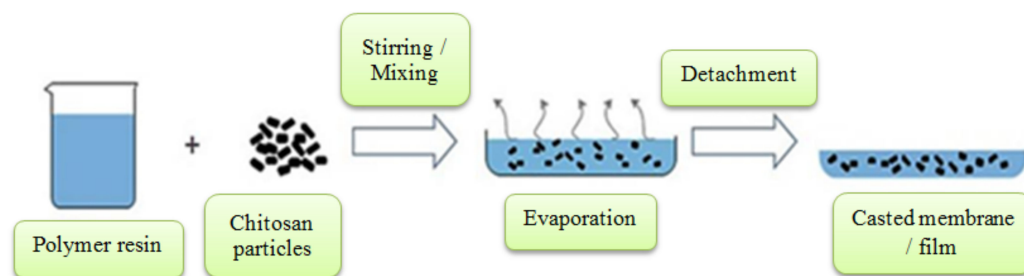 Stirring /
Mixing
Detachment
+
Polymer resin
Chitosan
particles
Evaporation
Casted membrane
/ film